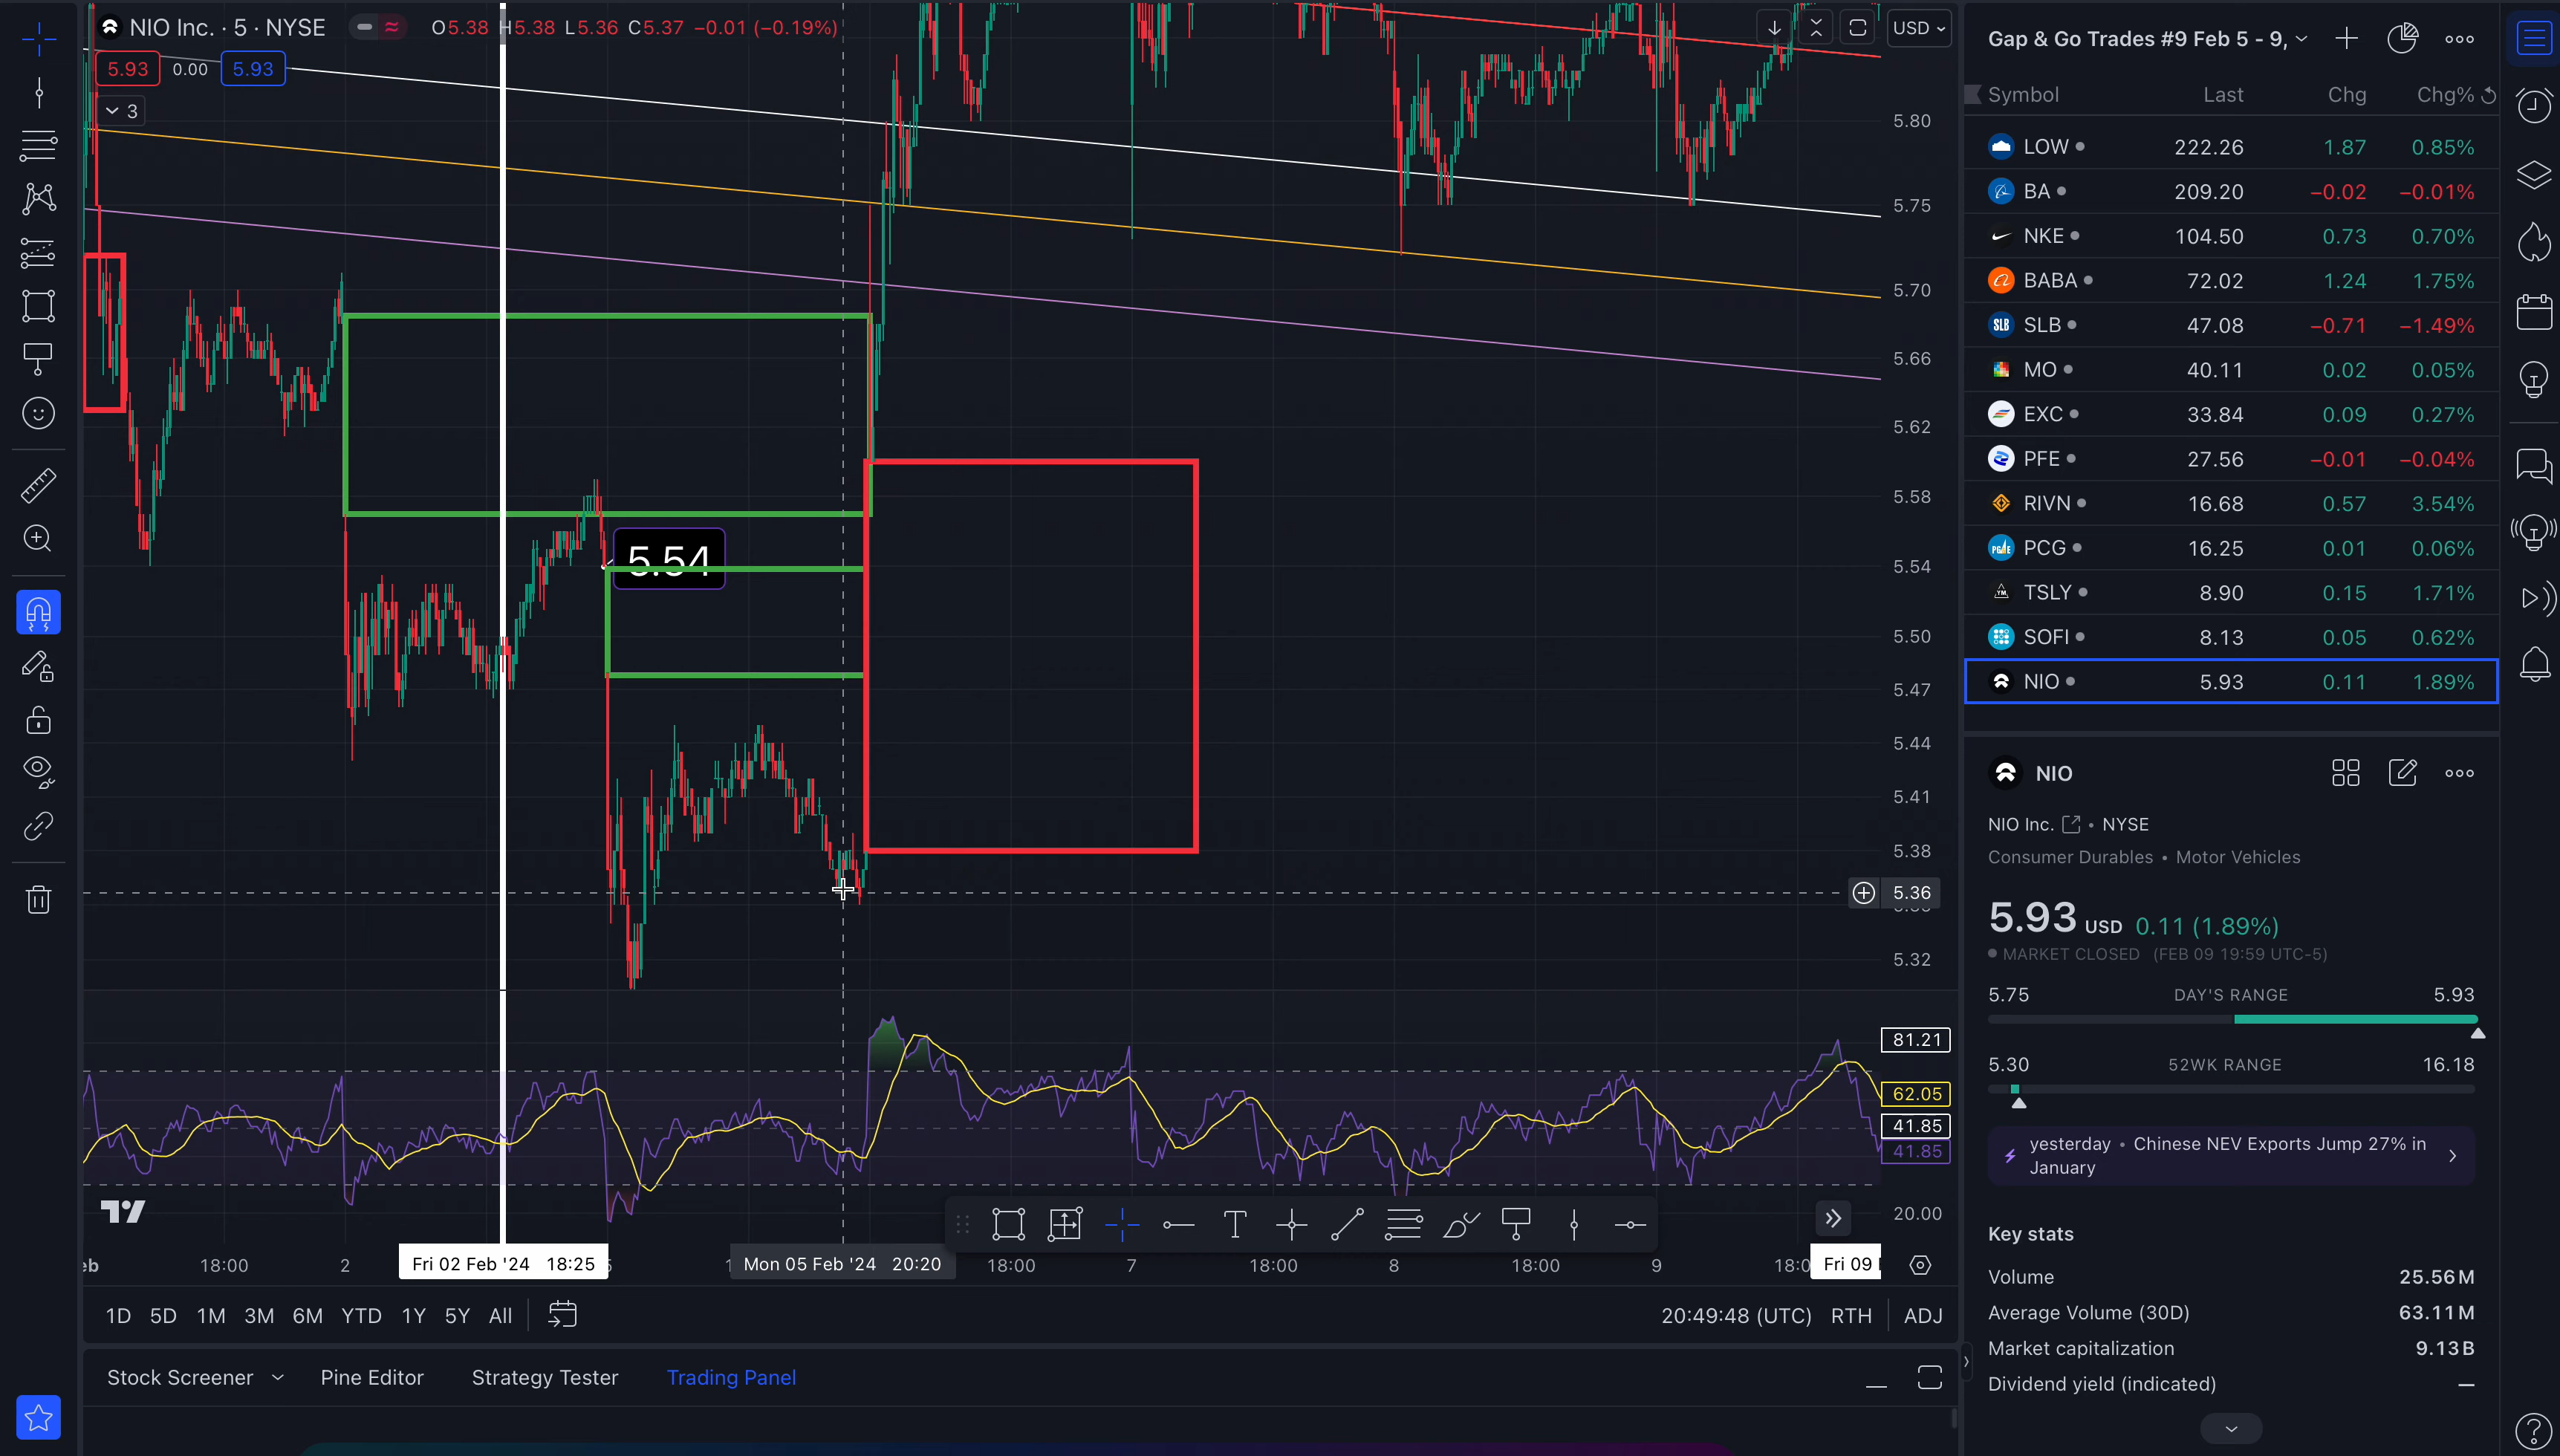 NIO Inc. · 5 · NYSE
O5.38 H5.38 L5.36 C5.37 −0.01 (−0.19%)
USD
5.93 0.00 5.93
3
5.80
5.75
5.70
5.66
5.62
5.58
5.54
5.54
5.50
5.47
5.44
5.41
5.38
5.36
5.32
81.21
62.05
41.85
41.85
20.00
18:00 2 Fri 02 Feb '24 18:25 Mon 05 Feb '24 20:20 18:00 7 18:00 8 18:00 9 Fri 09
1D 5D 1M 3M 6M YTD 1Y 5Y All
20:49:48 (UTC) RTH ADJ
Stock Screener Pine Editor Strategy Tester Trading Panel
Gap & Go Trades #9 Feb 5 - 9,
Symbol Last Chg Chg%
LOW 222.26 1.87 0.85%
BA 209.20 −0.02 −0.01%
NKE 104.50 0.73 0.70%
BABA 72.02 1.24 1.75%
SLB SLB 47.08 −0.71 −1.49%
MO 40.11 0.02 0.05%
EXC 33.84 0.09 0.27%
PFE 27.56 −0.01 −0.04%
RIVN 16.68 0.57 3.54%
PCG 16.25 0.01 0.06%
TSLY 8.90 0.15 1.71%
SOFI 8.13 0.05 0.62%
NIO 5.93 0.11 1.89%
NIO
NIO Inc. • NYSE
Consumer Durables • Motor Vehicles
5.93 USD 0.11 (1.89%)
MARKET CLOSED (FEB 09 19:59 UTC-5)
5.75 DAY'S RANGE 5.93
5.30 52WK RANGE 16.18
yesterday • Chinese NEV Exports Jump 27% in
January
Key stats
Volume 25.56M
Average Volume (30D) 63.11M
Market capitalization 9.13B
Dividend yield (indicated) —